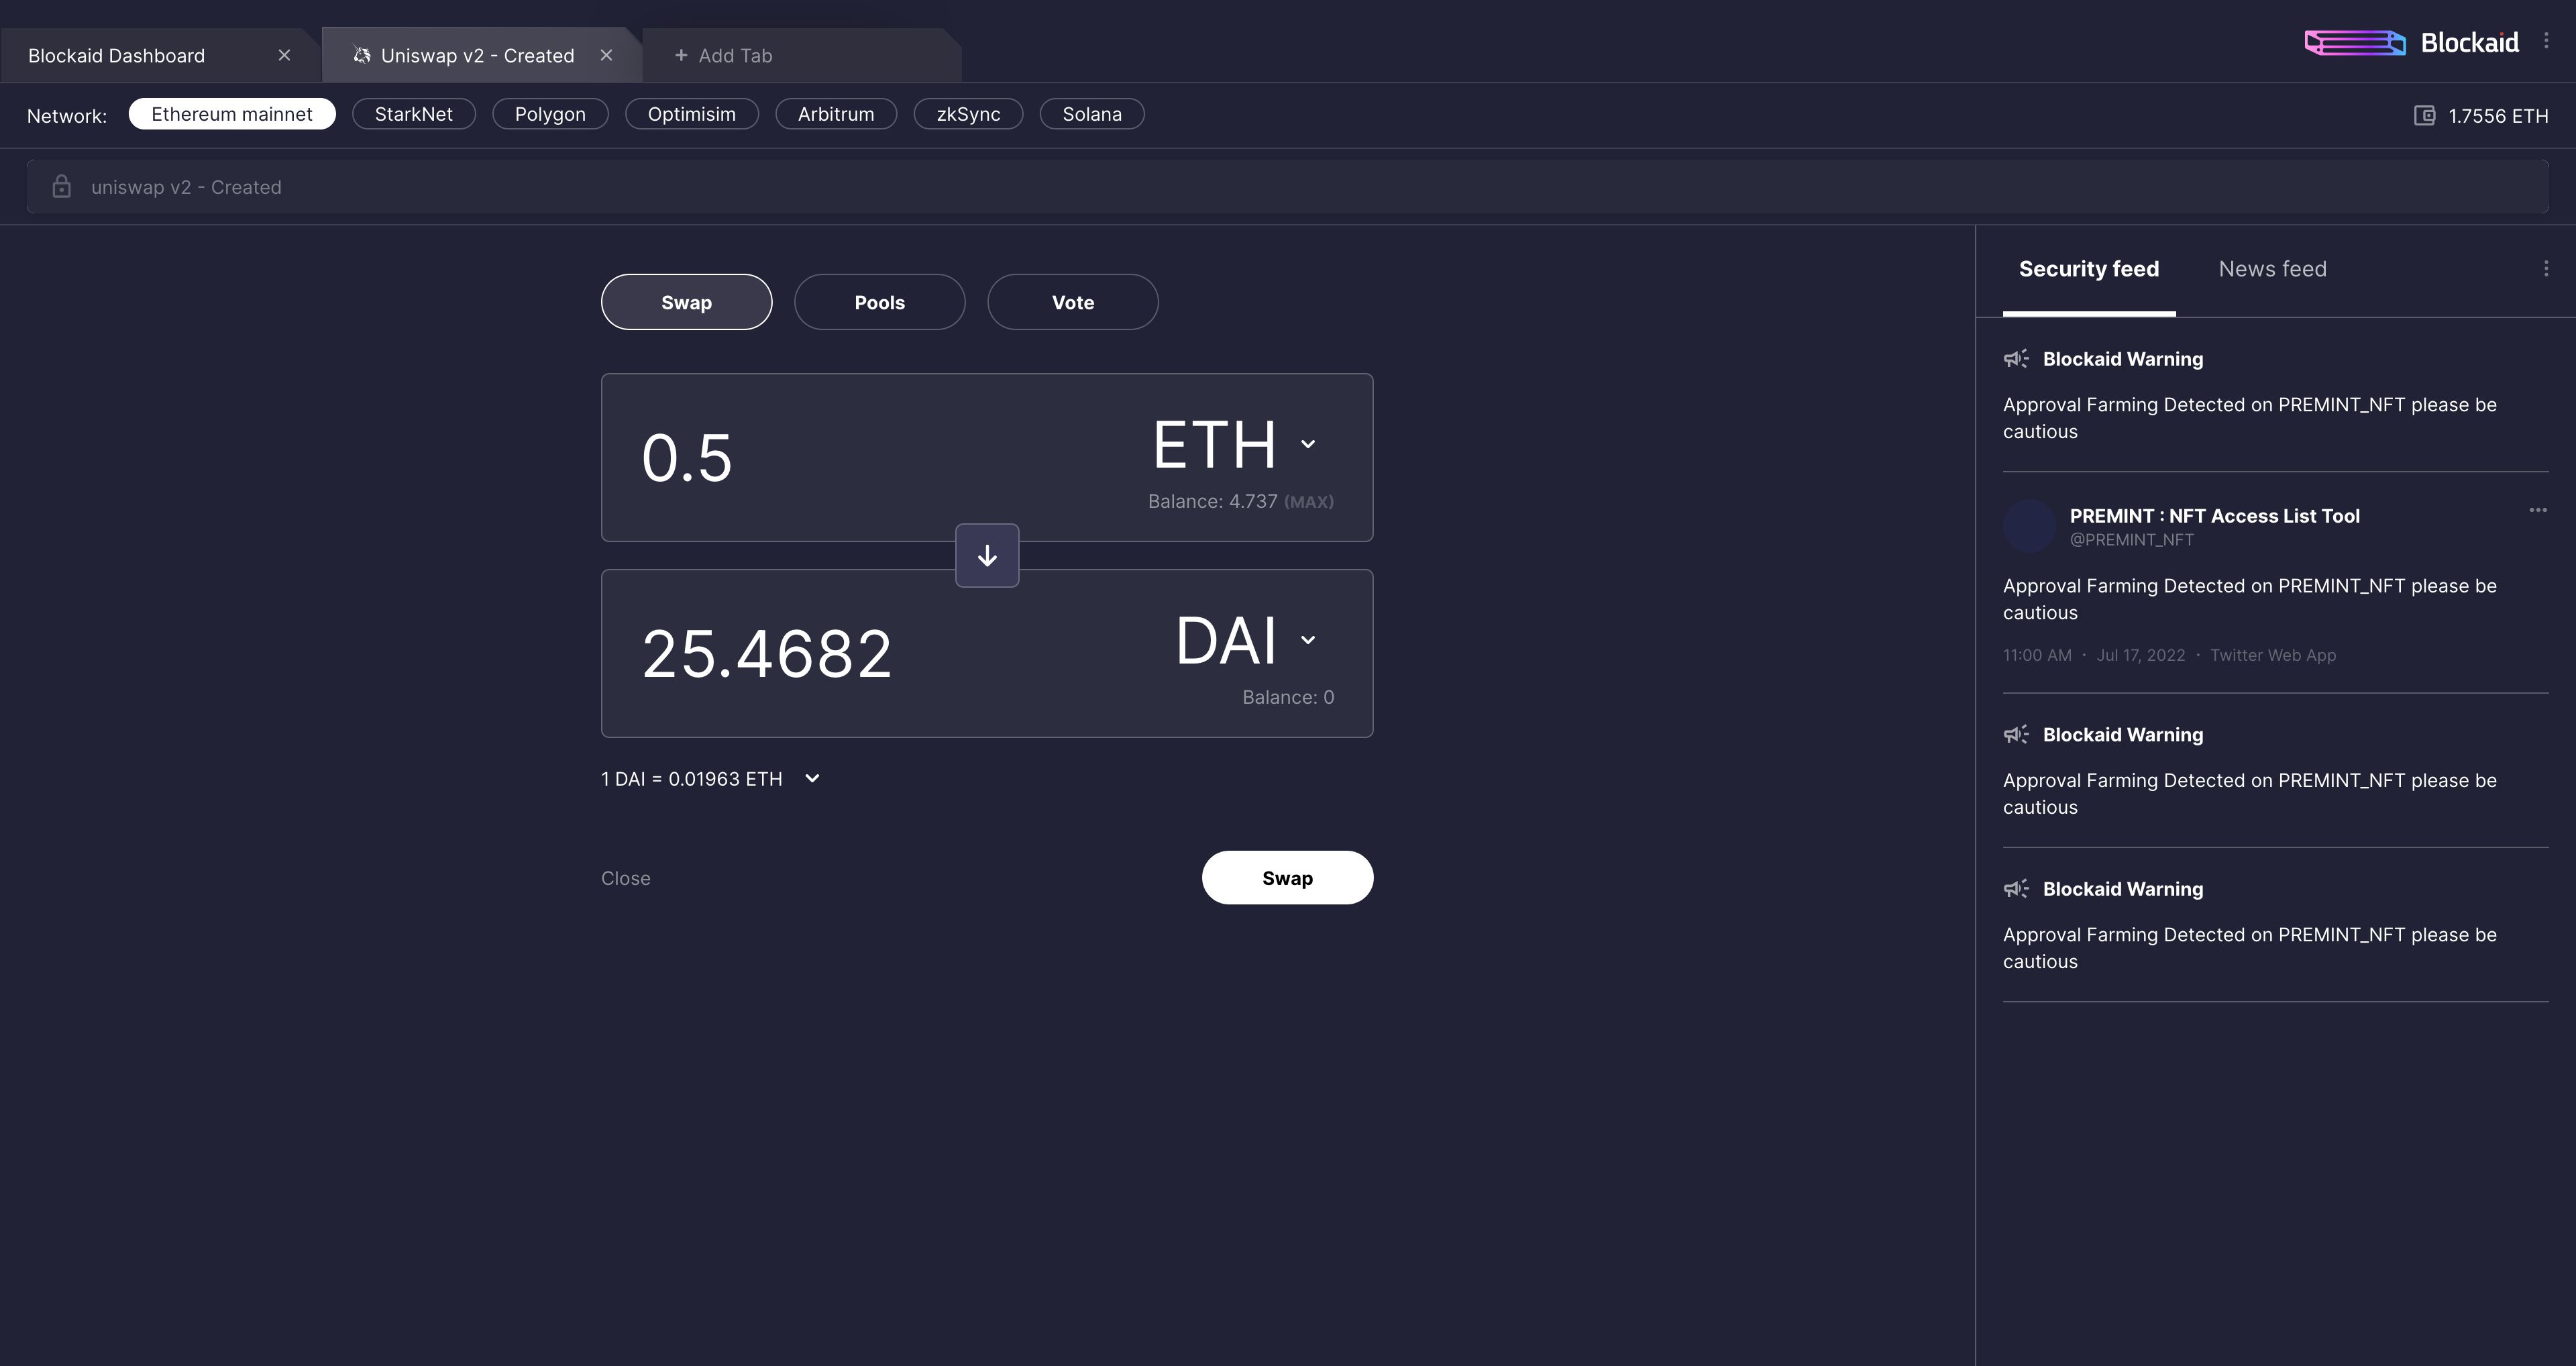 Blockaid Dashboard
Uniswap v2 - Created
Add Tab
Blockaid
Network:
Ethereum mainnet
StarkNet
Polygon
Optimisim
Arbitrum
zkSync
Solana
1.7556 ETH
uniswap v2 - Created
Swap
Pools
Vote
0.5
ETH
Balance: 4.737 (MAX)
25.4682
DAI
Balance: 0
1 DAI = 0.01963 ETH
Close
Swap
Security feed
News feed
Blockaid Warning
Approval Farming Detected on PREMINT_NFT please be
cautious
PREMINT : NFT Access List Tool
@PREMINT_NFT
Approval Farming Detected on PREMINT_NFT please be
cautious
11:00 AM · Jul 17, 2022 · Twitter Web App
Blockaid Warning
Approval Farming Detected on PREMINT_NFT please be
cautious
Blockaid Warning
Approval Farming Detected on PREMINT_NFT please be
cautious